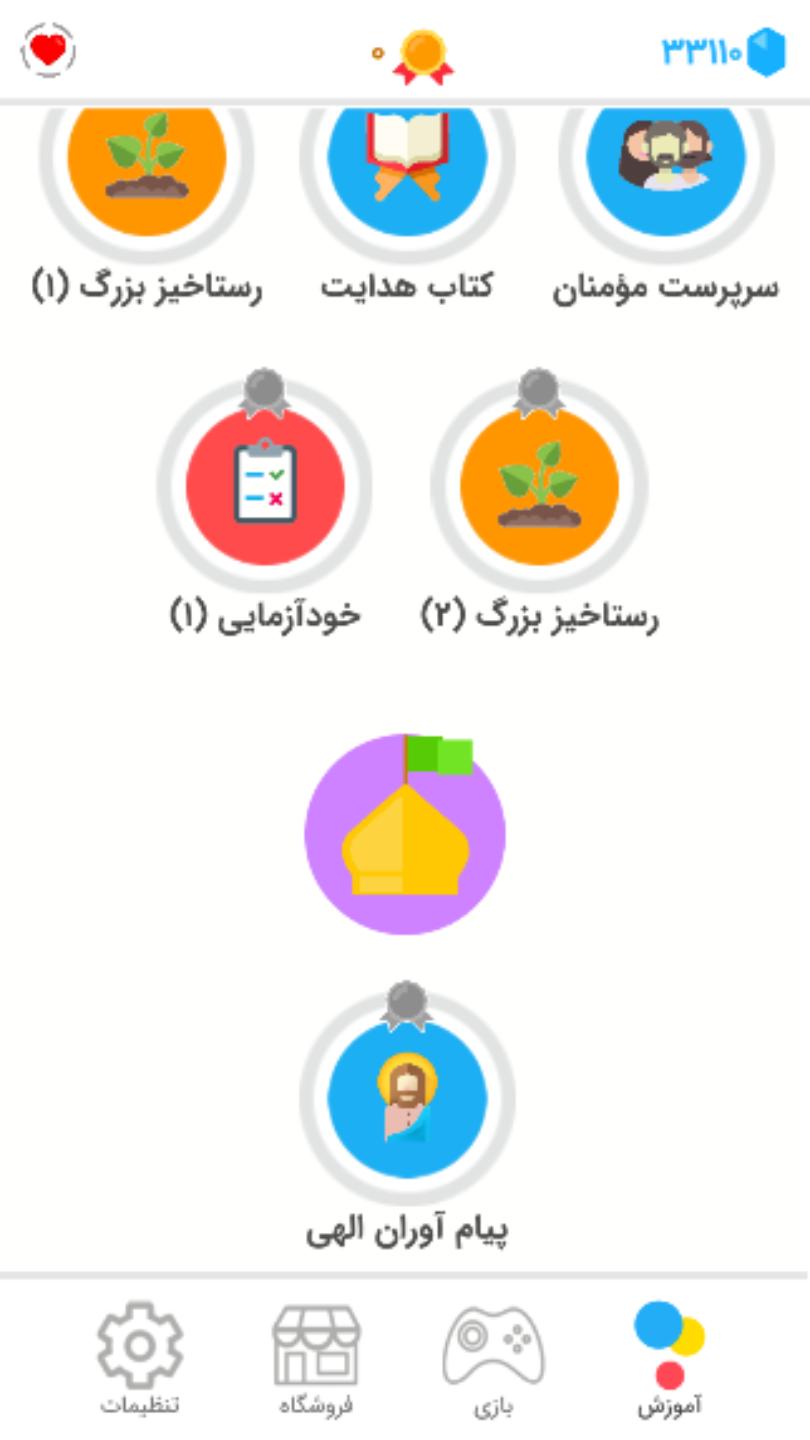 ۳۳۱۱۰
۰
سرپرست مؤمنان
کتاب هدایت
رستاخیز بزرگ (۱)
رستاخیز بزرگ (۲)
خودآزمایی (۱)
پیام آوران الهی
آموزش
بازی
فروشگاه
تنظیمات